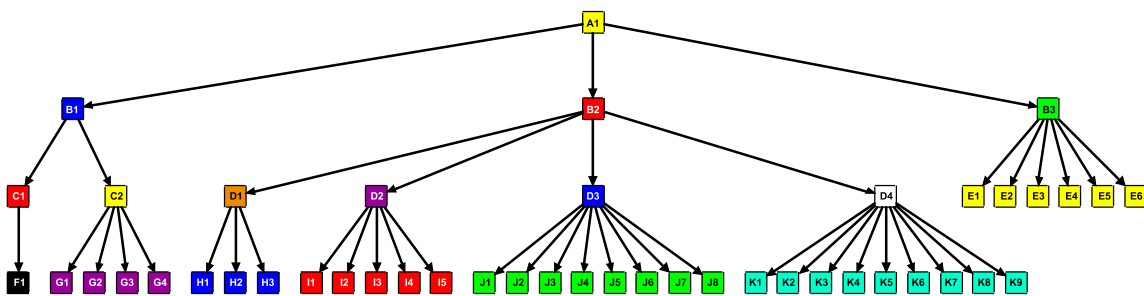 A1
B1 B2 B3
C1 C2 D1 D2 D3 D4 E1 E2 E3 E4 E5 E6
F1 G1 G2 G3 G4 H1 H2 H3 I1 I2 I3 I4 I5 J1 J2 J3 J4 J5 J6 J7 J8 K1 K2 K3 K4 K5 K6 K7 K8 K9